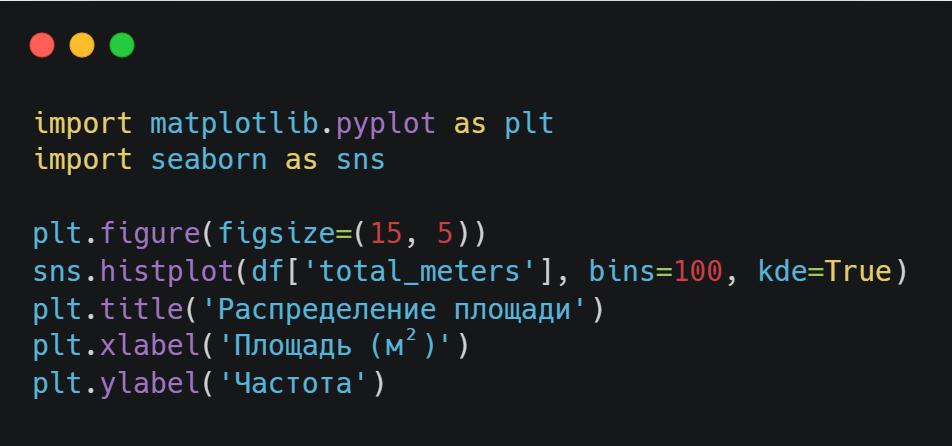 import matplotlib.pyplot as plt
import seaborn as sns
plt.figure(figsize=(15, 5))
sns.histplot(df['total_meters'], bins=100, kde=True)
plt.title('Распределение площади')
plt.xlabel('Площадь (м²)')
plt.ylabel('Частота')